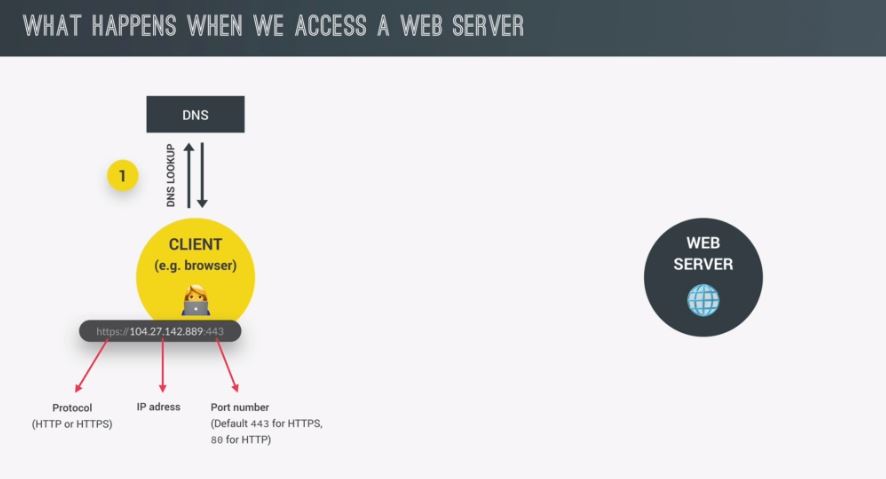 WHAT HAPPENS WHEN WE ACCESS A WEB SERVER
DNS
DNS LOOKUP
1
CLIENT
(e.g. browser)
https://104.27.142.889:443
WEB
SERVER
Protocol
(HTTP or HTTPS)
IP adress
Port number
(Default 443 for HTTPS,
80 for HTTP)